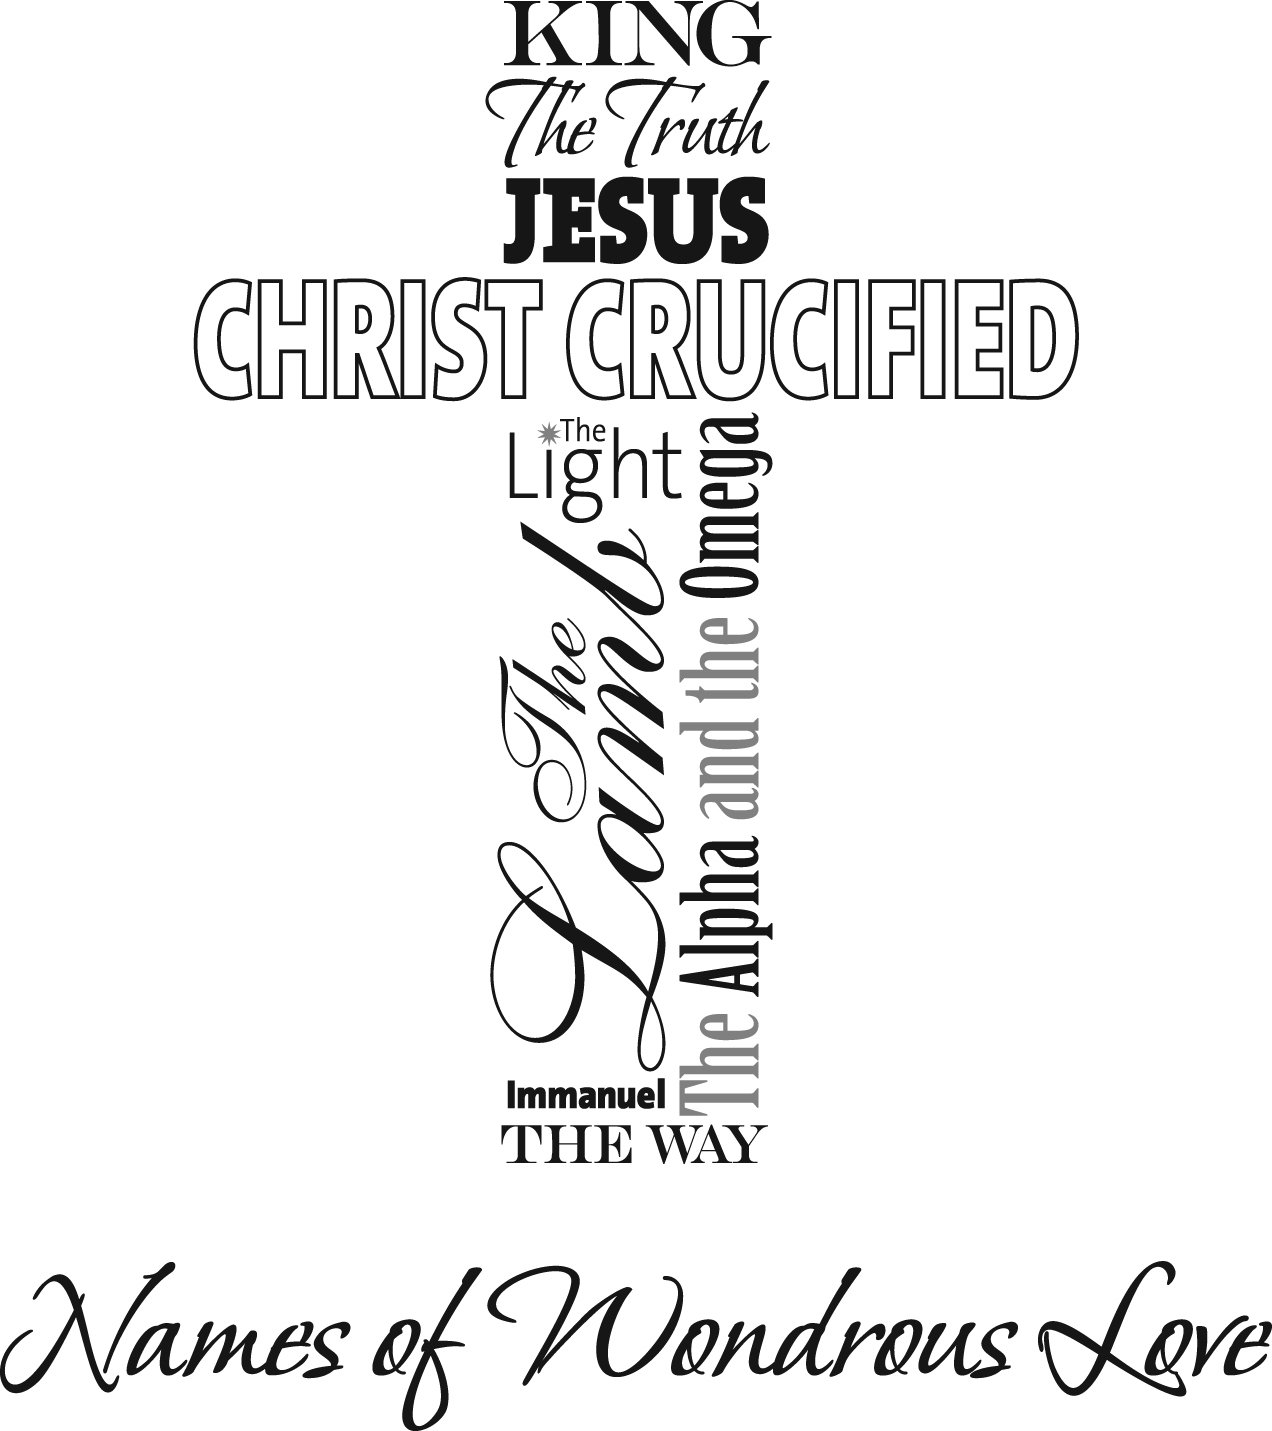 KING
The Truth
JESUS
CHRIST CRUCIFIED
The
Light
The
Lamb
The Alpha and the Omega
Immanuel
THE WAY
Names of Wondrous Love